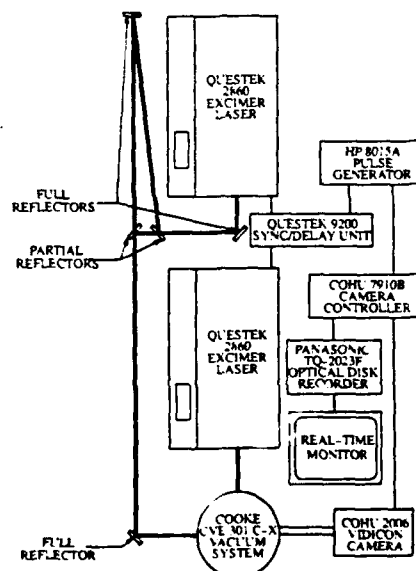 QUESTEK
2860
EXCIMER
LASER
HP 8015A
PULSE
GENERATOR
FULL
REFLECTORS
QUESTEK 9200
SYNC/DELAY UNIT
PARTIAL
REFLECTORS
COHU 7910B
CAMERA
CONTROLLER
QUESTEK
2860
EXCIMER
LASER
PANASONIC
TQ-2023F
OPTICAL DISK
RECORDER
REAL-TIME
MONITOR
COOKE
CVE 301 C-X
VACUUM
SYSTEM
COHU 2006
VIDICON
CAMERA
FULL
REFLECTOR